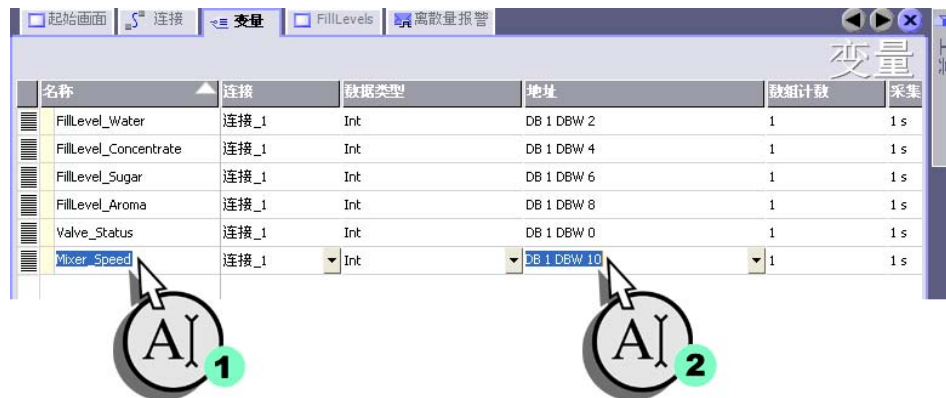 起始画面 连接 变量 FillLevels 离散量报警
变量
名称 连接 数据类型 地址 数组计数 采集
FillLevel_Water 连接_1 Int DB 1 DBW 2 1 1 s
FillLevel_Concentrate 连接_1 Int DB 1 DBW 4 1 1 s
FillLevel_Sugar 连接_1 Int DB 1 DBW 6 1 1 s
FillLevel_Aroma 连接_1 Int DB 1 DBW 8 1 1 s
Valve_Status 连接_1 Int DB 1 DBW 0 1 1 s
Mixer_Speed 连接_1 Int DB 1 DBW 10 1 1 s
A 1 A 2